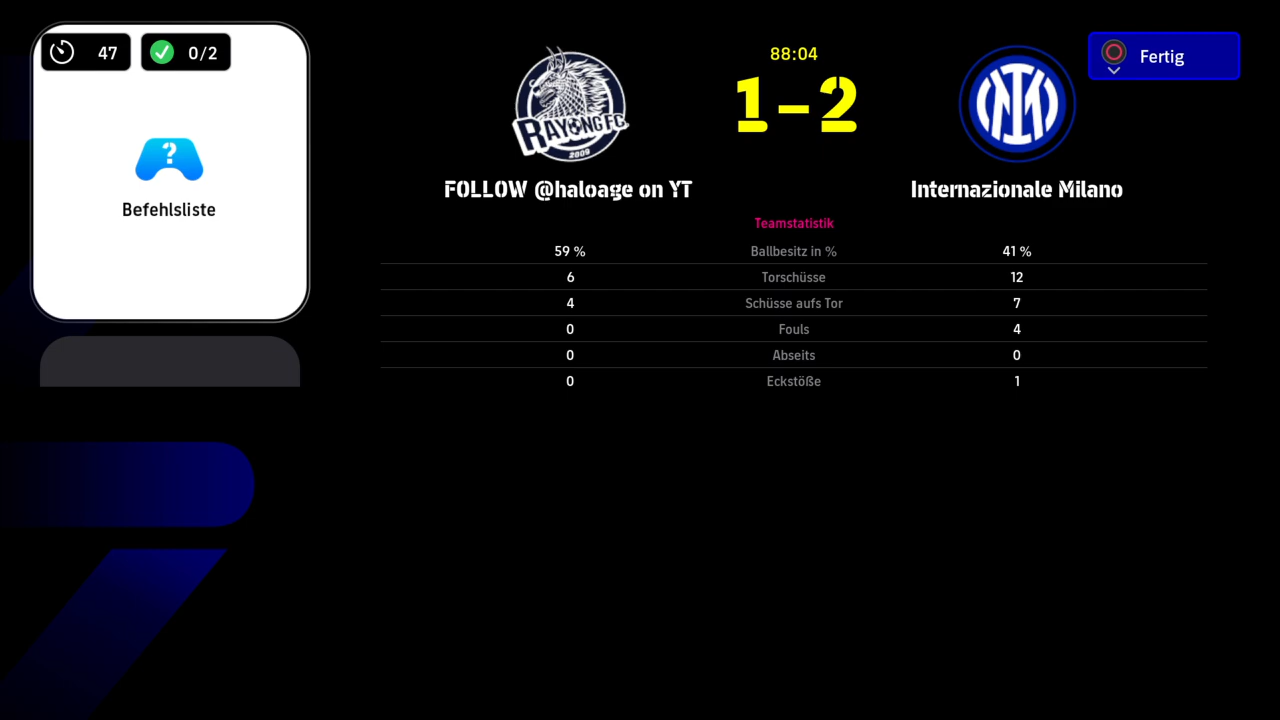 47
0/2
?
Befehlsliste
RAYONG FC
2009
88:04
1-2
Fertig
FOLLOW @haloage on YT
Internazionale Milano
Teamstatistik
59 % Ballbesitz in % 41 %
6 Torschüsse 12
4 Schüsse aufs Tor 7
0 Fouls 4
0 Abseits 0
0 Eckstöße 1